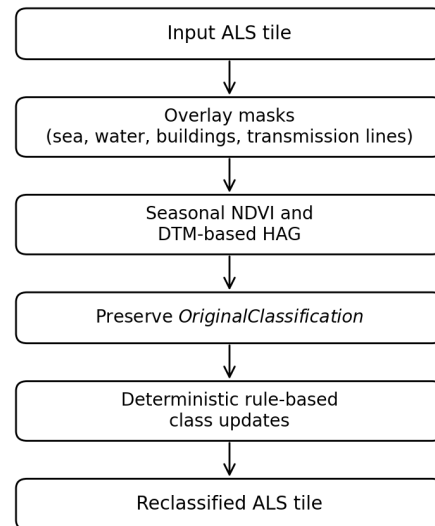 Input ALS tile
Overlay masks
(sea, water, buildings, transmission lines)
Seasonal NDVI and
DTM-based HAG
Preserve OriginalClassification
Deterministic rule-based
class updates
Reclassified ALS tile